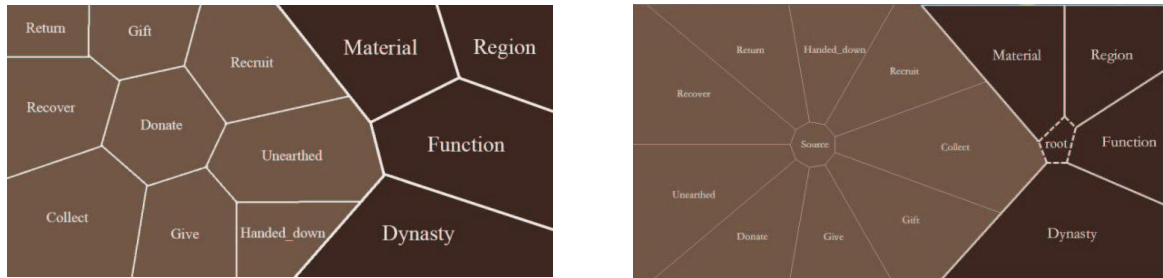 Return
Gift
Recruit
Material
Region
Recover
Donate
Unearthed
Function
Collect
Give
Handed_down
Dynasty
Return
Handed_down
Recruit
Material
Region
Recover
Source
Collect
root
Function
Unearthed
Donate
Give
Gift
Dynasty